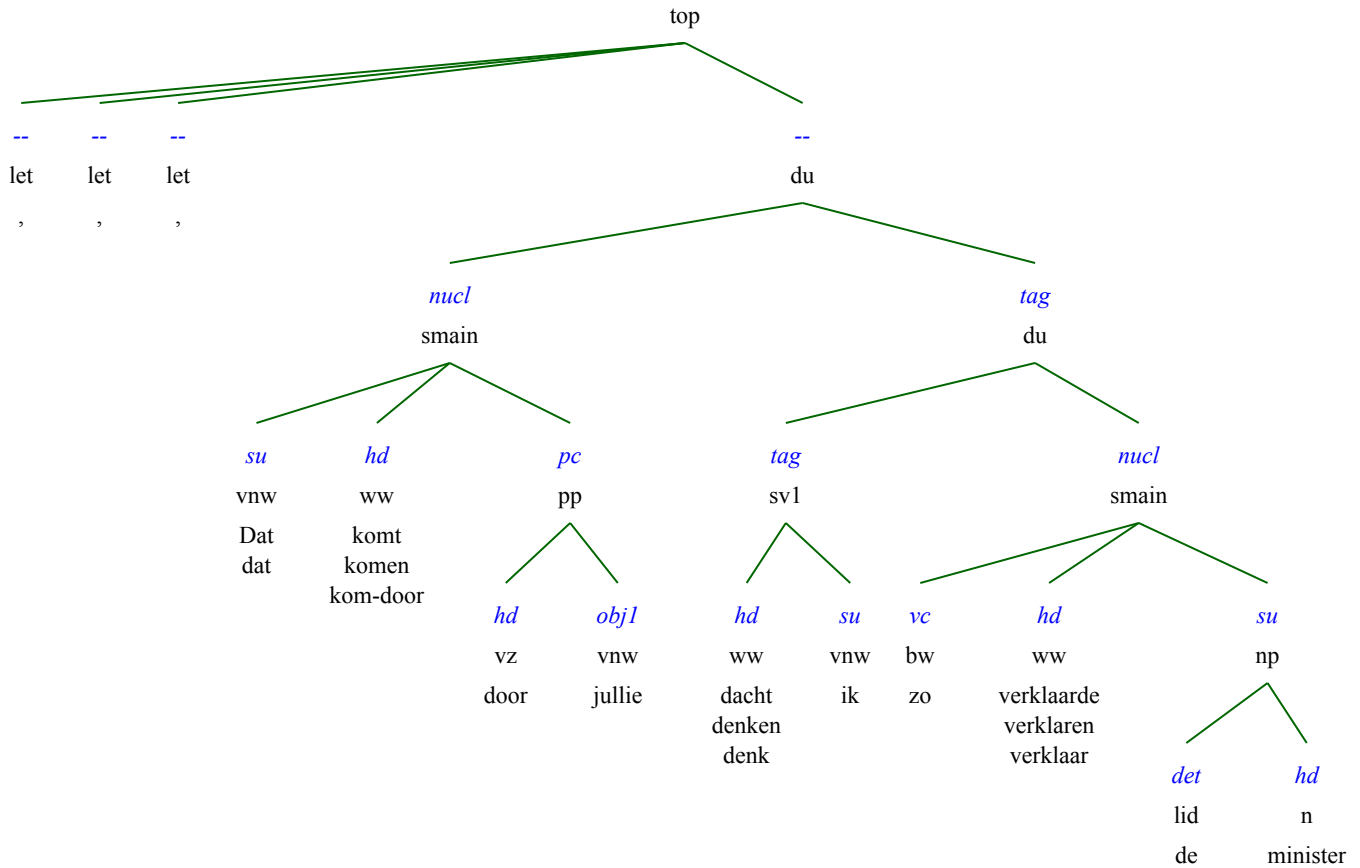 top
-- -- -- --
let let let du
, , ,
nucl tag
smain du
su hd pc tag nucl
vnw ww pp sv1 smain
Dat komt
dat komen
kom-door
hd obj1 hd su vc hd su
vz vnw ww vnw bw ww np
door jullie dacht ik zo verklaarde
denken verklaren
denk verklaar
det hd
lid n
de minister